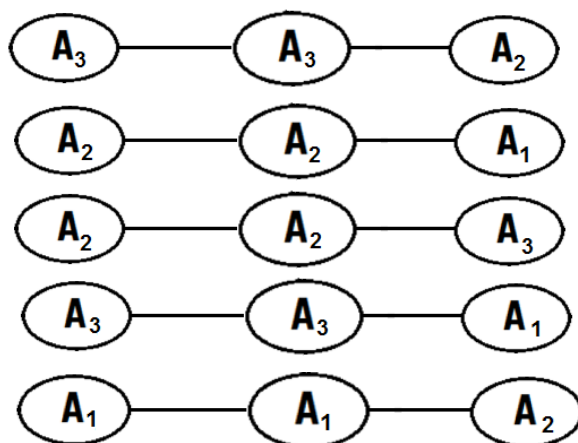 A₃ A₃ A₂
A₂ A₂ A₁
A₂ A₂ A₃
A₃ A₃ A₁
A₁ A₁ A₂